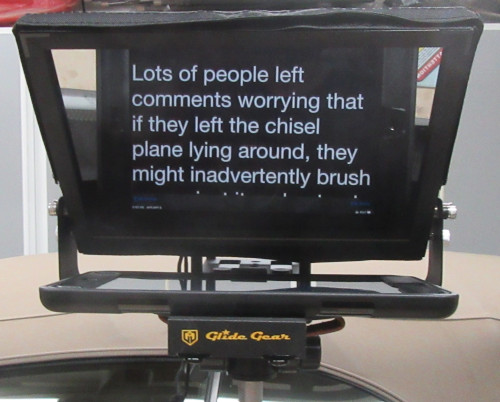 Lots of people left
comments worrying that
if they left the chisel
plane lying around, they
might inadvertently brush
Glide Gear